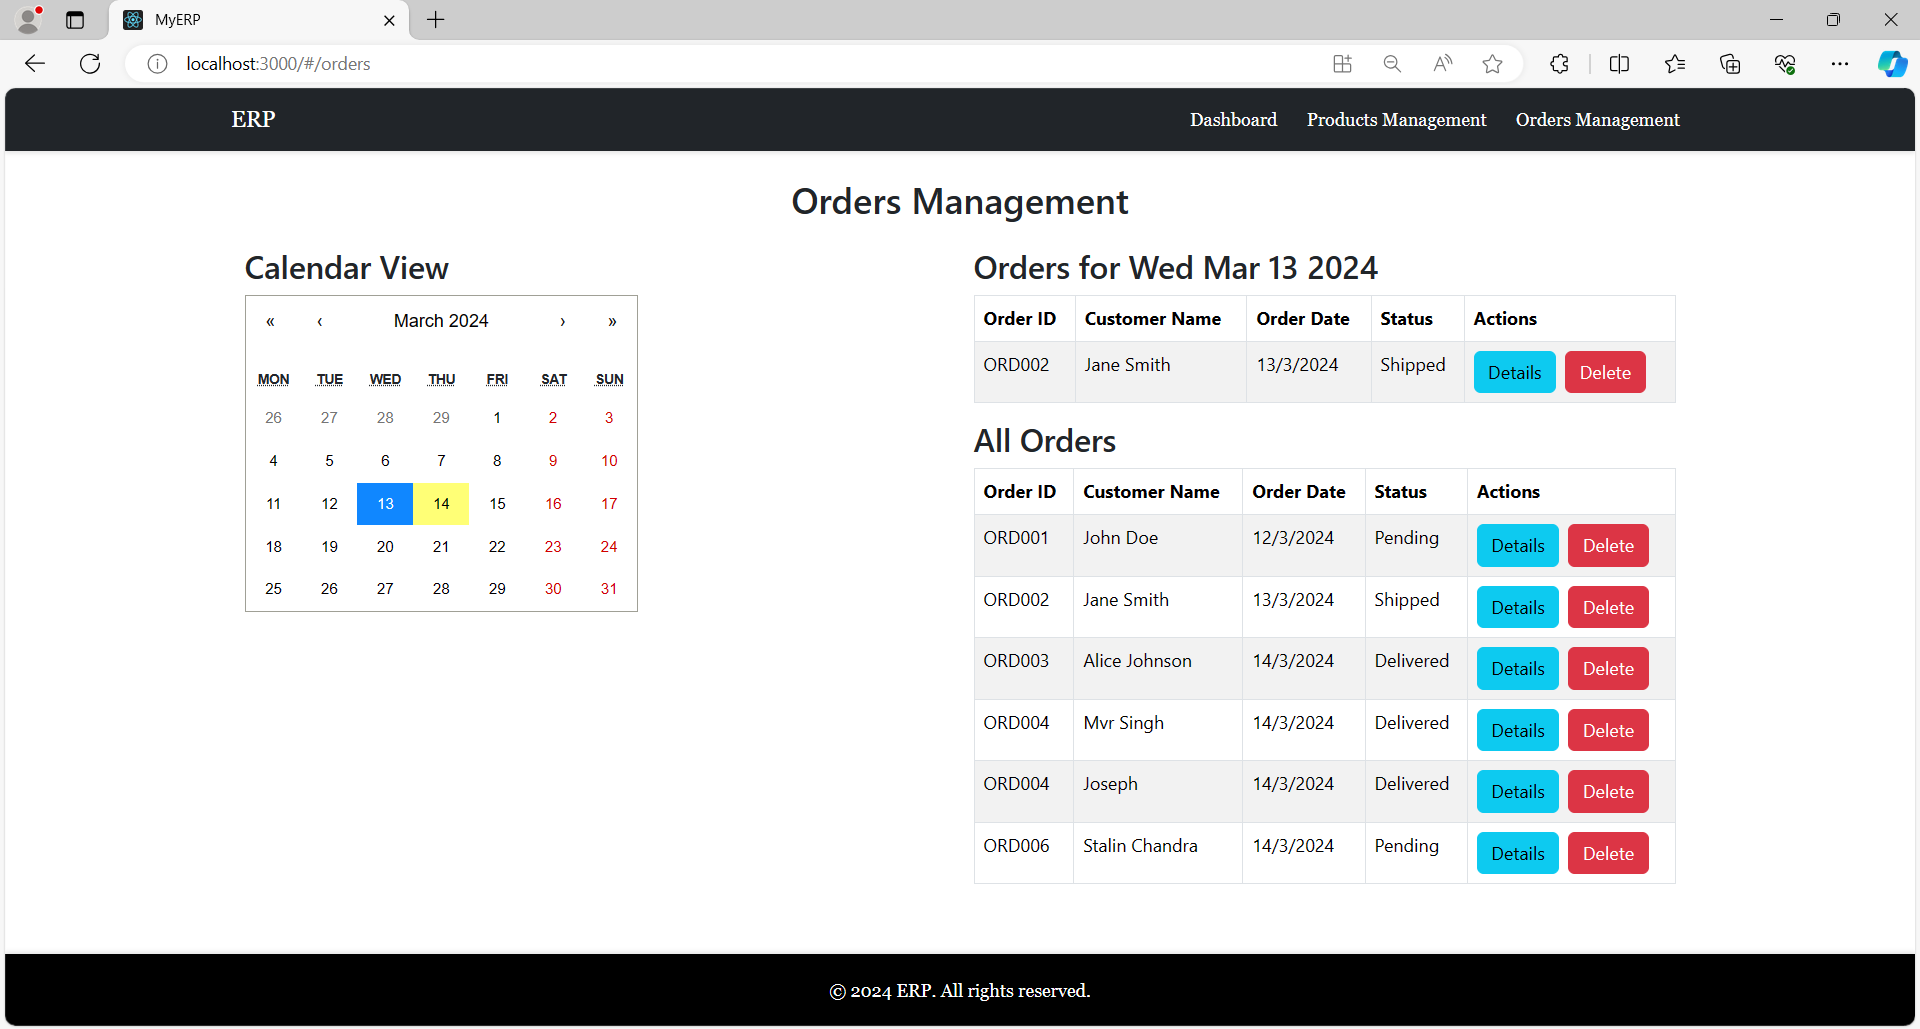 MyERP
localhost:3000/#/orders
ERP Dashboard Products Management Orders Management
Orders Management
Calendar View
« ‹ March 2024 › »
MON TUE WED THU FRI SAT SUN
26 27 28 29 1 2 3
4 5 6 7 8 9 10
11 12 13 14 15 16 17
18 19 20 21 22 23 24
25 26 27 28 29 30 31
Orders for Wed Mar 13 2024
Order ID Customer Name Order Date Status Actions
ORD002 Jane Smith 13/3/2024 Shipped Details Delete
All Orders
Order ID Customer Name Order Date Status Actions
ORD001 John Doe 12/3/2024 Pending Details Delete
ORD002 Jane Smith 13/3/2024 Shipped Details Delete
ORD003 Alice Johnson 14/3/2024 Delivered Details Delete
ORD004 Mvr Singh 14/3/2024 Delivered Details Delete
ORD004 Joseph 14/3/2024 Delivered Details Delete
ORD006 Stalin Chandra 14/3/2024 Pending Details Delete
© 2024 ERP. All rights reserved.